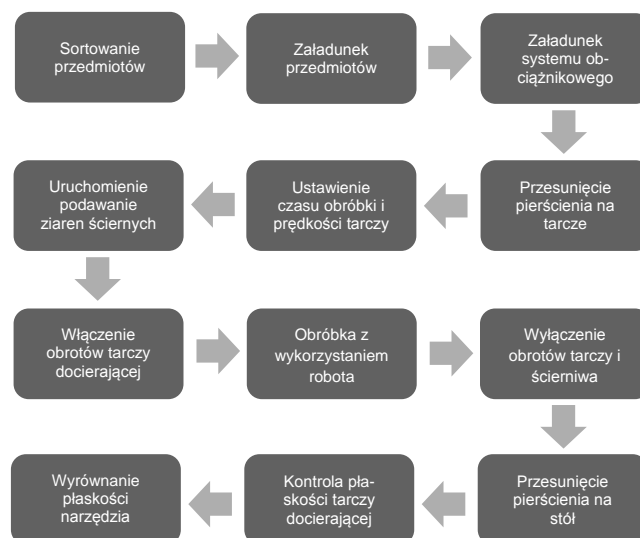 Sortowanie
przedmiotów
Załadunek
przedmiotów
Załadunek
systemu ob-
ciążnikowego
Przesunięcie
pierścienia na
tarcze
Ustawienie
czasu obróbki i
prędkości tarczy
Uruchomienie
podawanie
ziaren ściernych
Włączenie
obrotów tarczy
docierającej
Obróbka z
wykorzystaniem
robota
Wyłączenie
obrotów tarczy i
ścierniwa
Przesunięcie
pierścienia na
stół
Kontrola pła-
skości tarczy
docierającej
Wyrównanie
płaskości
narzędzia